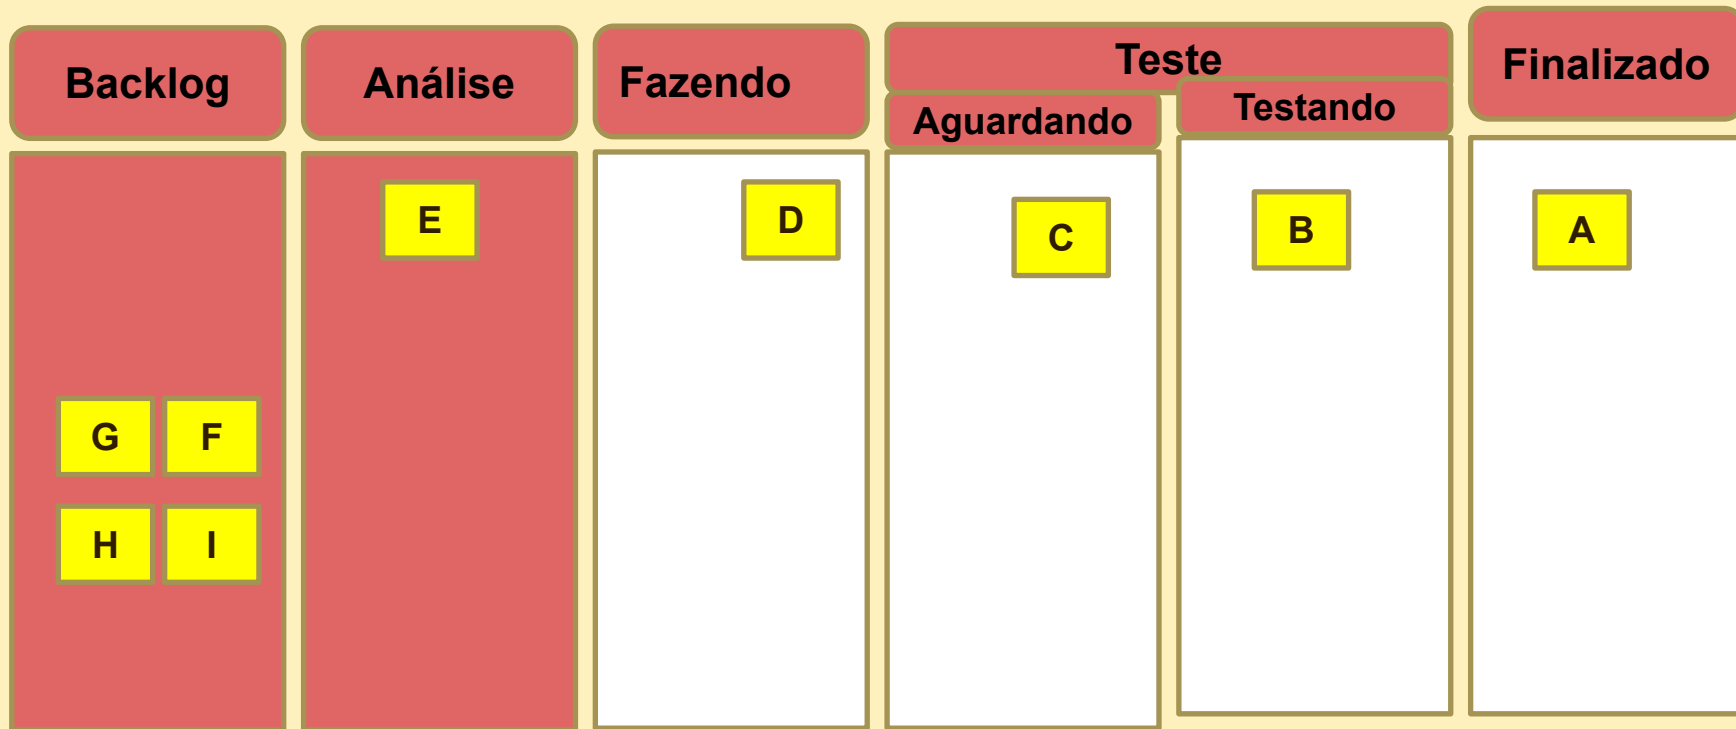 Backlog
Análise
Fazendo
Teste
Aguardando
Testando
Finalizado
E
D
C
B
A
G F
H I